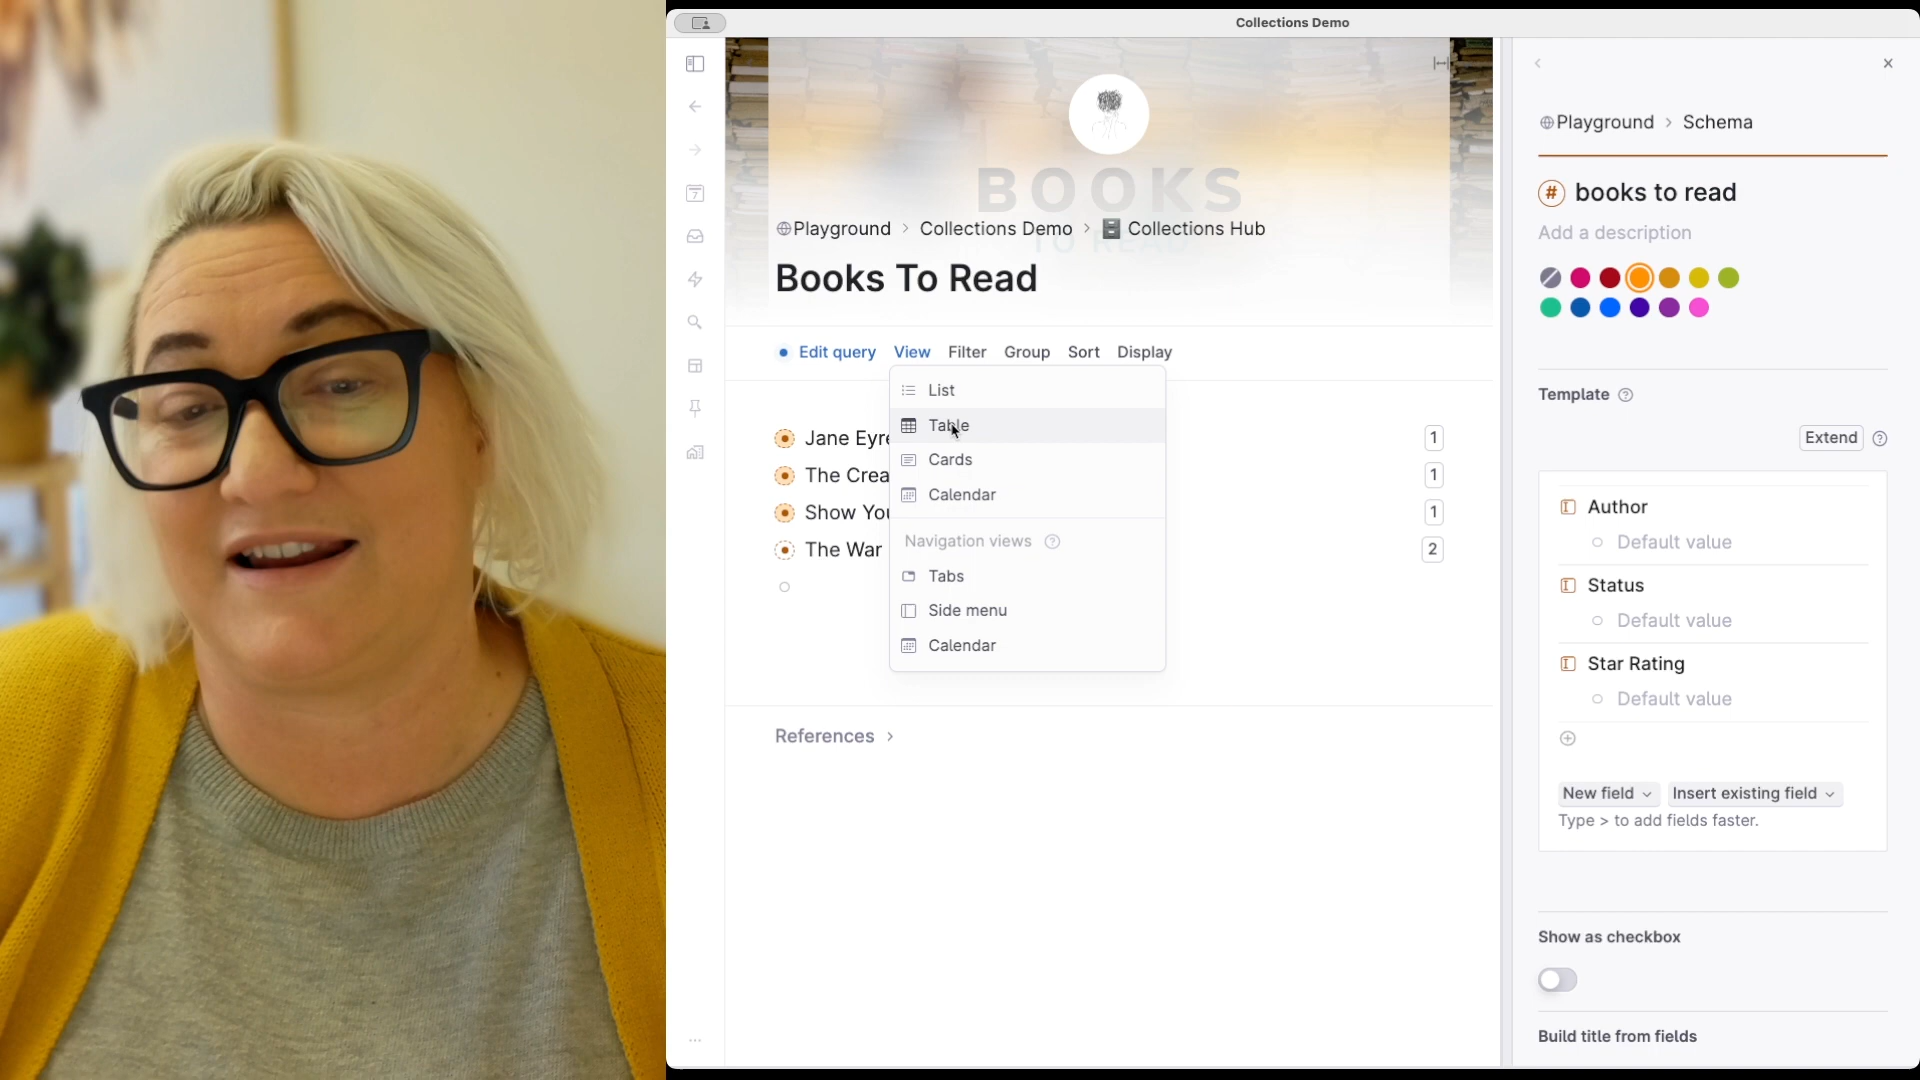 Collections Demo
7
BOOKS
TO READ
Playground > Collections Demo > Collections Hub
Books To Read
Edit query View Filter Group Sort Display
List
Table
Cards
Calendar
Navigation views ?
Tabs
Side menu
Calendar
Jane Eyre 1
The Crea 1
Show You 1
The War 2
References >
Playground > Schema
# books to read
Add a description
Template ?
Extend ?
Author
Default value
Status
Default value
Star Rating
Default value
New field Insert existing field
Type > to add fields faster.
Show as checkbox
Build title from fields